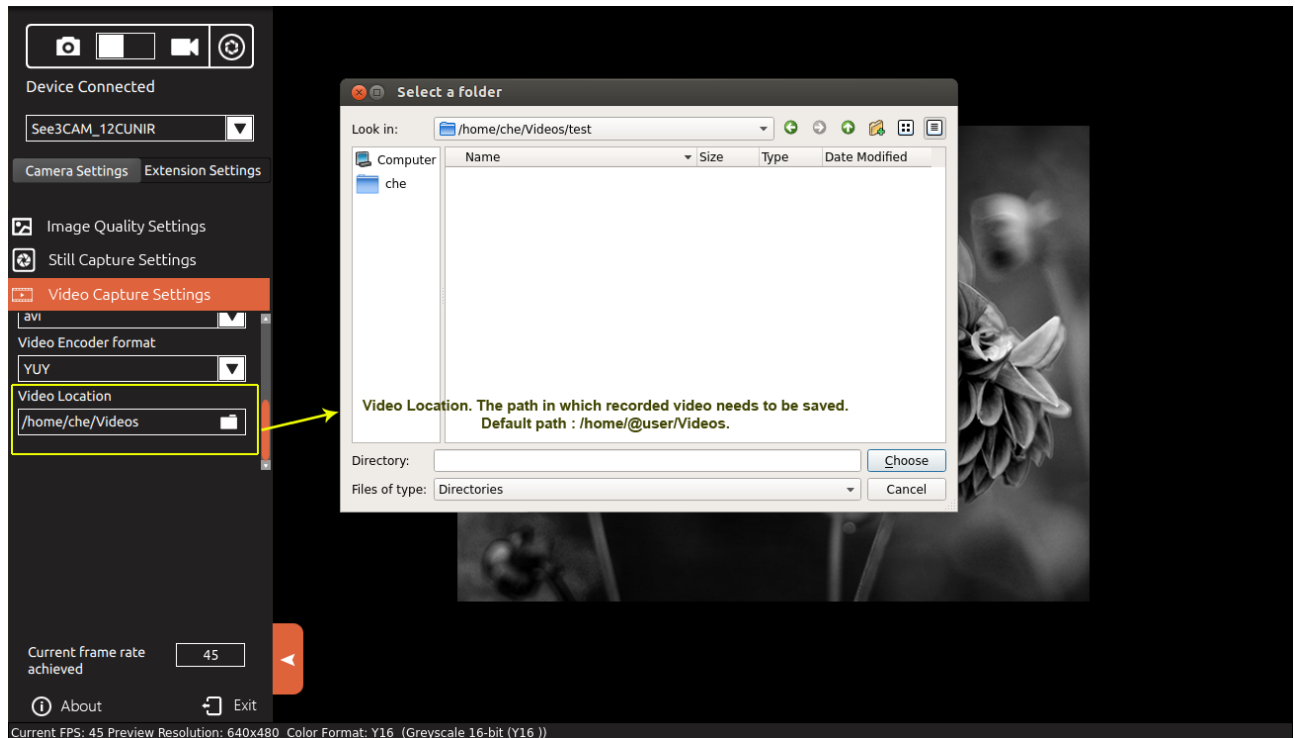 Device Connected
See3CAM_12CUNIR
Camera Settings Extension Settings
Image Quality Settings
Still Capture Settings
Video Capture Settings
avi
Video Encoder format
YUY
Video Location
/home/che/Videos
Current frame rate
achieved
45
About
Exit
Select a folder
Look in:
/home/che/Videos/test
Computer
che
Name Size Type Date Modified
Video Location. The path in which recorded video needs to be saved.
Default path : /home/@user/Videos.
Directory:
Choose
Files of type: Directories
Cancel
Current FPS: 45 Preview Resolution: 640x480 Color Format: Y16 (Greyscale 16-bit (Y16 ))